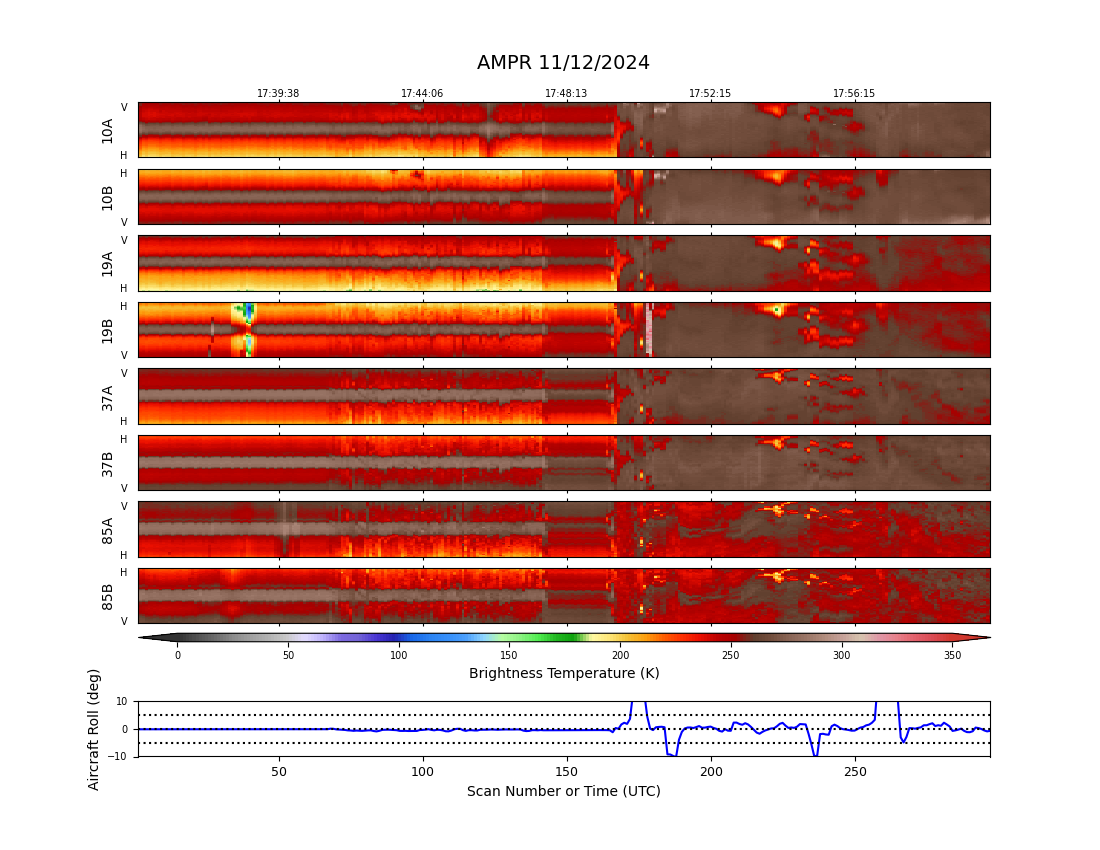 AMPR 11/12/2024
17:39:38 17:44:06 17:48:13 17:52:15 17:56:15
V
10A
H
H
10B
V
V
19A
H
H
19B
V
V
37A
H
H
37B
V
V
85A
H
H
85B
V
0 50 100 150 200 250 300 350
Brightness Temperature (K)
Aircraft Roll (deg)
10
0
−10
50 100 150 200 250
Scan Number or Time (UTC)